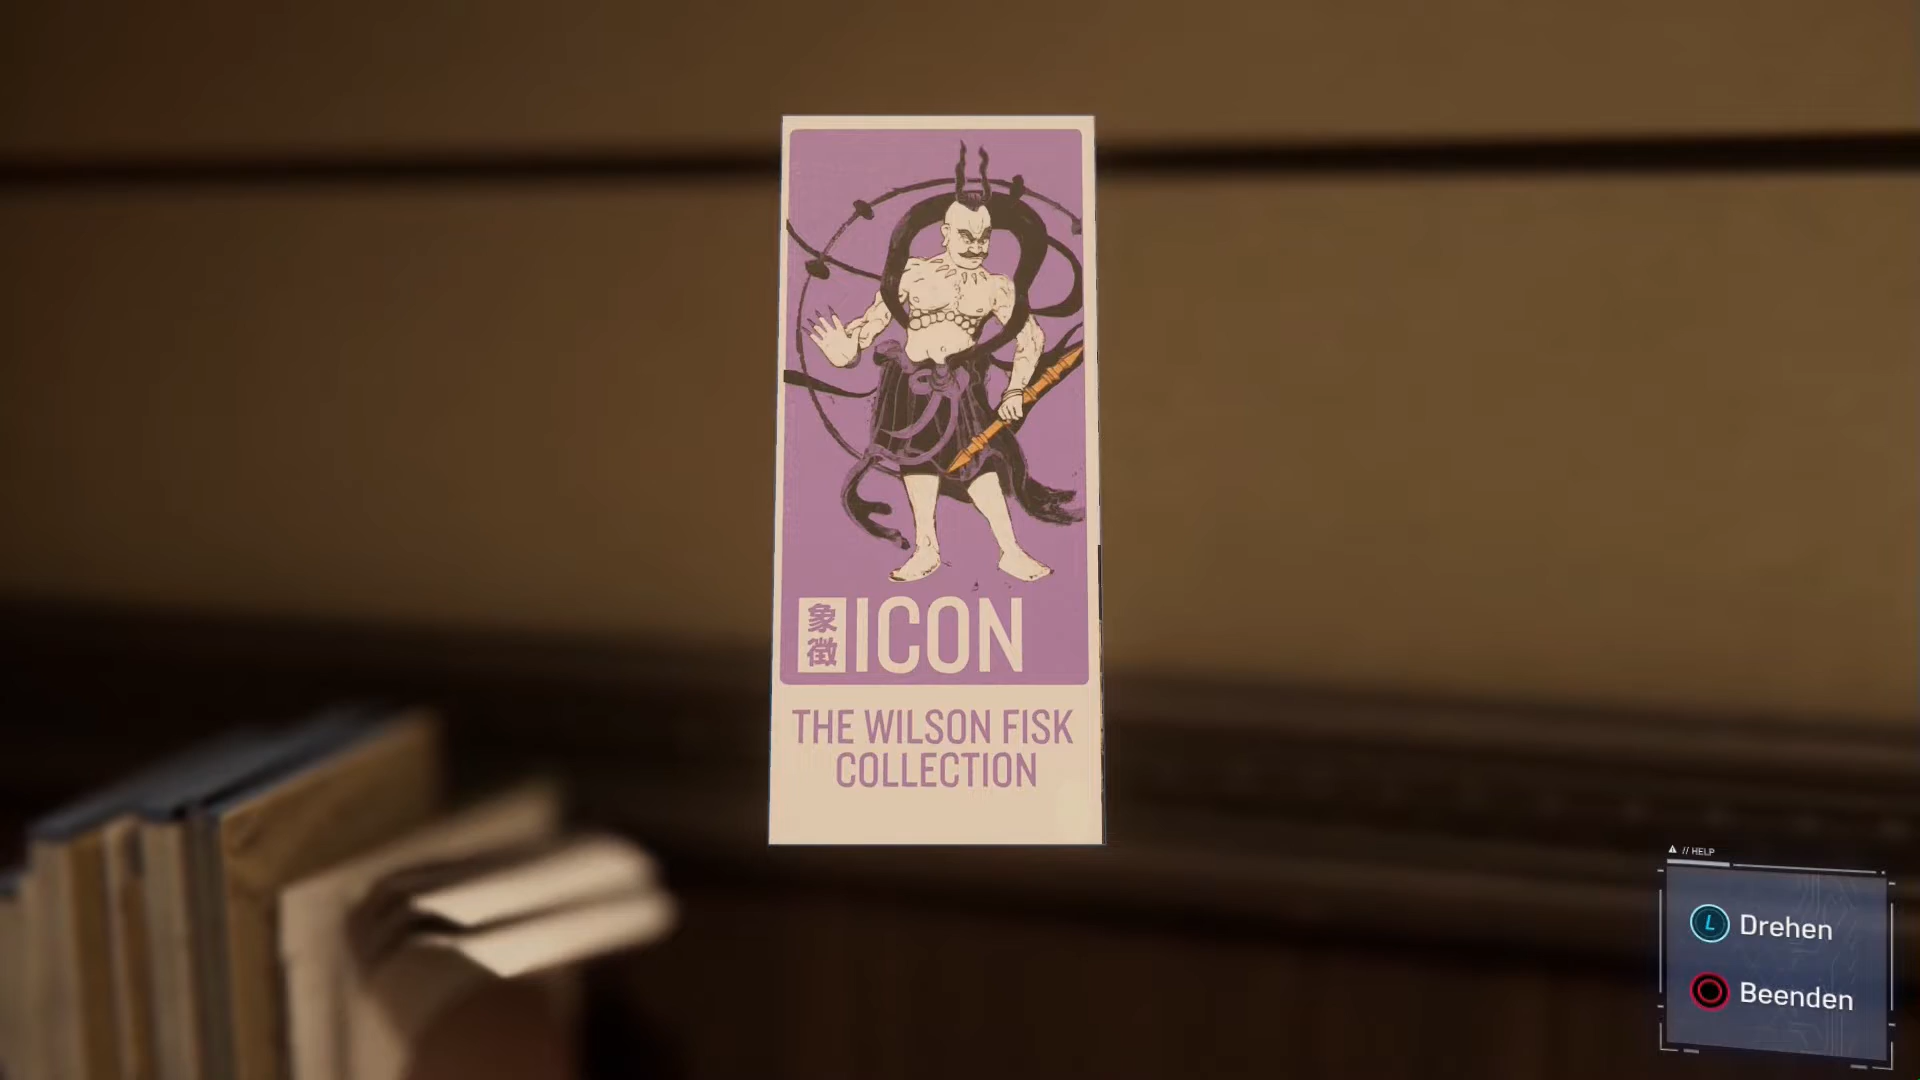 象徵
ICON
THE WILSON FISK
COLLECTION
// HELP
L Drehen
Beenden